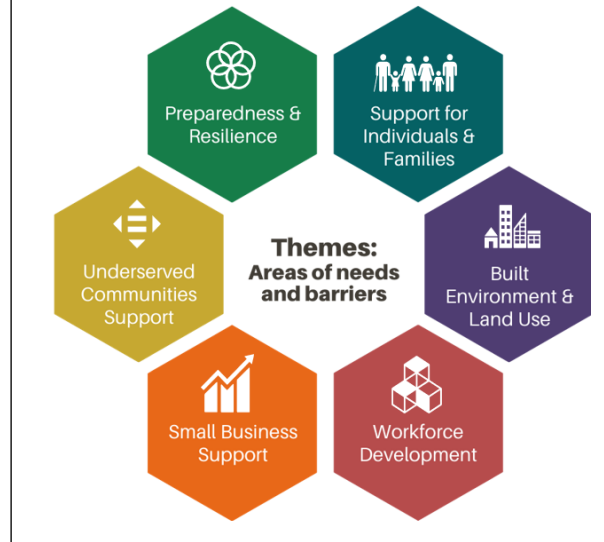 Preparedness &
Resilience
Support for
Individuals &
Families
Underserved
Communities
Support
Themes:
Areas of needs
and barriers
Built
Environment &
Land Use
Small Business
Support
Workforce
Development